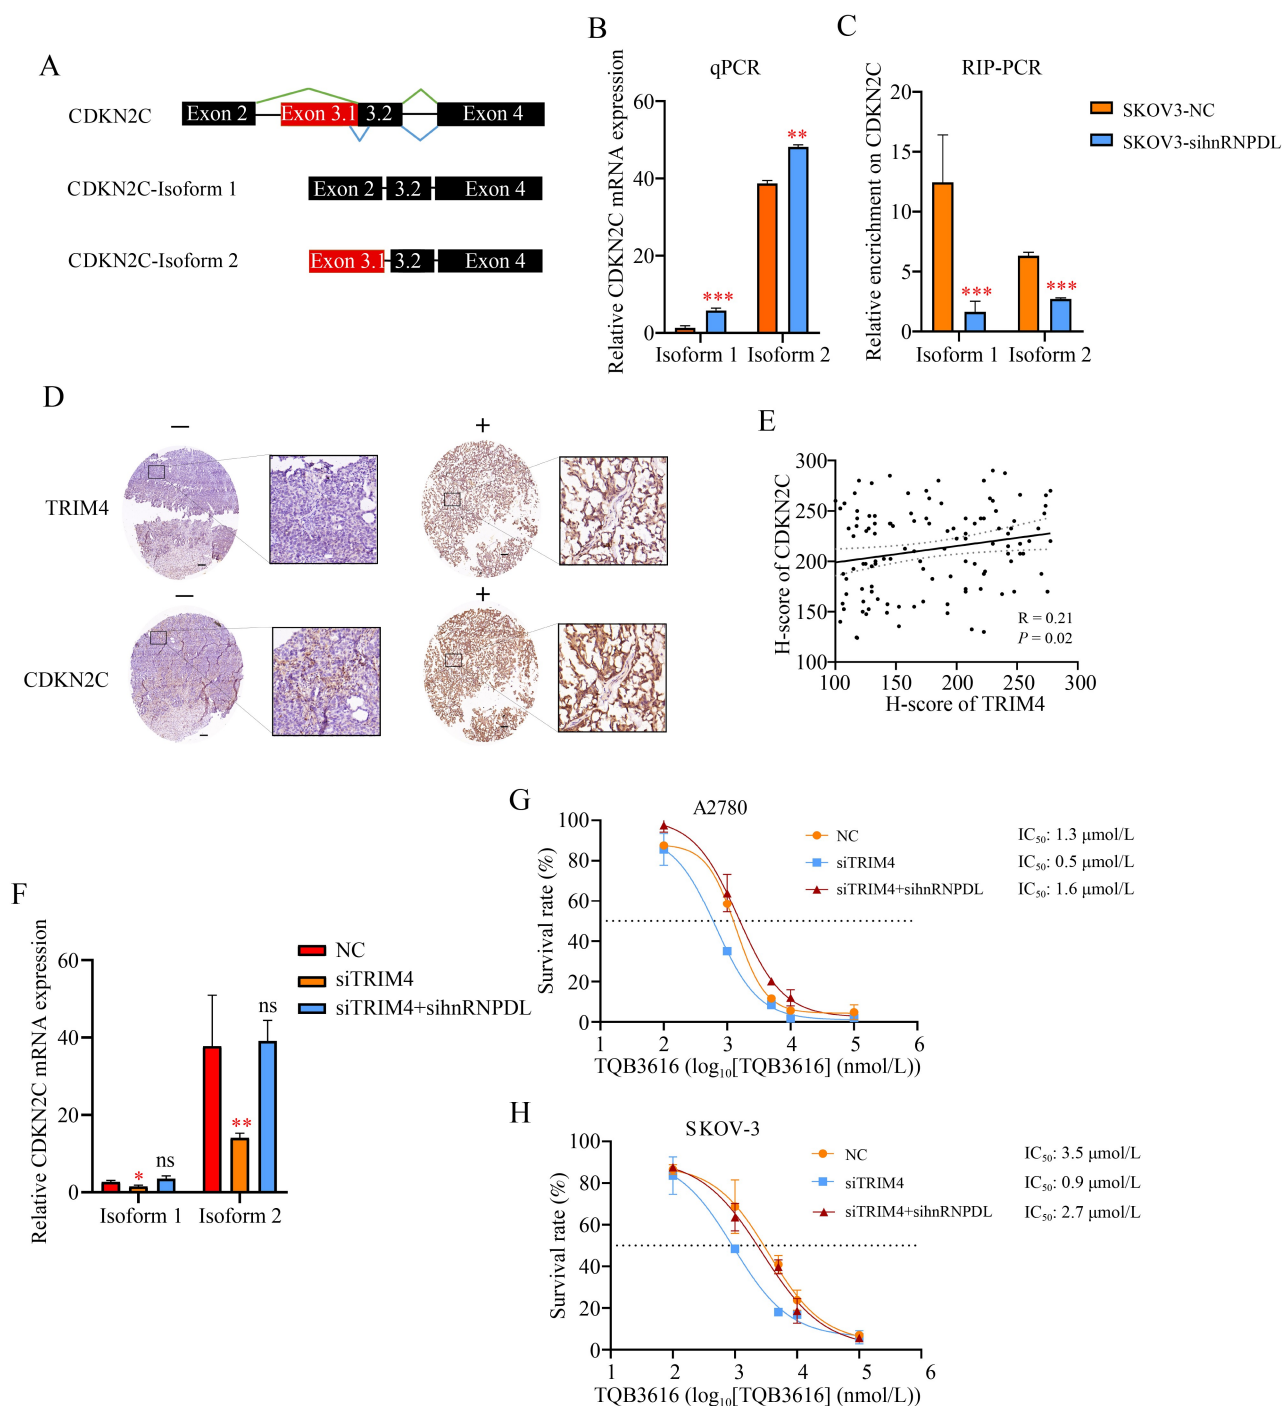 A
CDKN2C
Exon 2
Exon 3.1
3.2
Exon 4
CDKN2C-Isoform 1
Exon 2
3.2
Exon 4
CDKN2C-Isoform 2
Exon 3.1
3.2
Exon 4
B
qPCR
Relative CDKN2C mRNA expression
60
40
20
0
***
**
Isoform 1
Isoform 2
C
RIP-PCR
Relative encrichment on CDKN2C
20
15
10
5
0
***
***
Isoform 1
Isoform 2
SKOV3-NC
SKOV3-sihnRNPDL
D
—
+
TRIM4
—
+
CDKN2C
E
H-score of CDKN2C
300
250
200
150
100
R = 0.21
P = 0.02
100
150
200
250
300
H-score of TRIM4
F
Relative CDKN2C mRNA expression
60
40
20
0
*
ns
**
ns
Isoform 1
Isoform 2
NC
siTRIM4
siTRIM4+sihnRNPDL
G
A2780
Survival rate (%)
100
80
60
40
20
0
1
2
3
4
5
6
TQB3616 (log10[TQB3616] (nmol/L))
NC IC50: 1.3 μmol/L
siTRIM4 IC50: 0.5 μmol/L
siTRIM4+sihnRNPDL IC50: 1.6 μmol/L
H
SKOV-3
Survival rate (%)
100
80
60
40
20
0
1
2
3
4
5
6
TQB3616 (log10[TQB3616] (nmol/L))
NC IC50: 3.5 μmol/L
siTRIM4 IC50: 0.9 μmol/L
siTRIM4+sihnRNPDL IC50: 2.7 μmol/L